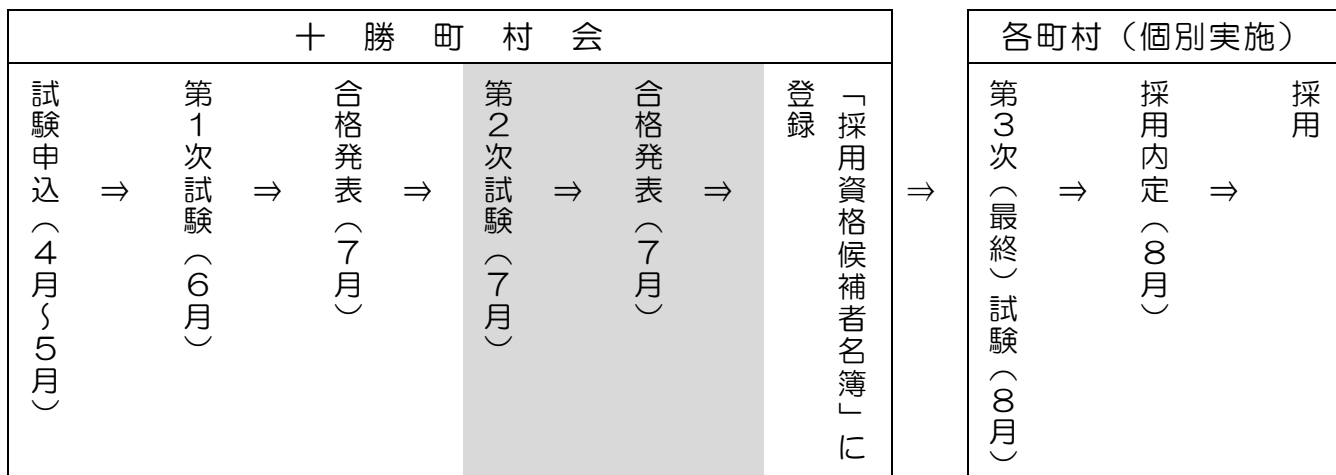 十勝町村会
試験申込（４月～５月）
⇒
第１次試験（６月）
⇒
合格発表（７月）
⇒
第２次試験（７月）
⇒
合格発表（７月）
⇒
「採用資格候補者名簿」に
登録
⇒
各町村（個別実施）
第３次（最終）試験（８月）
⇒
採用内定（８月）
⇒
採用